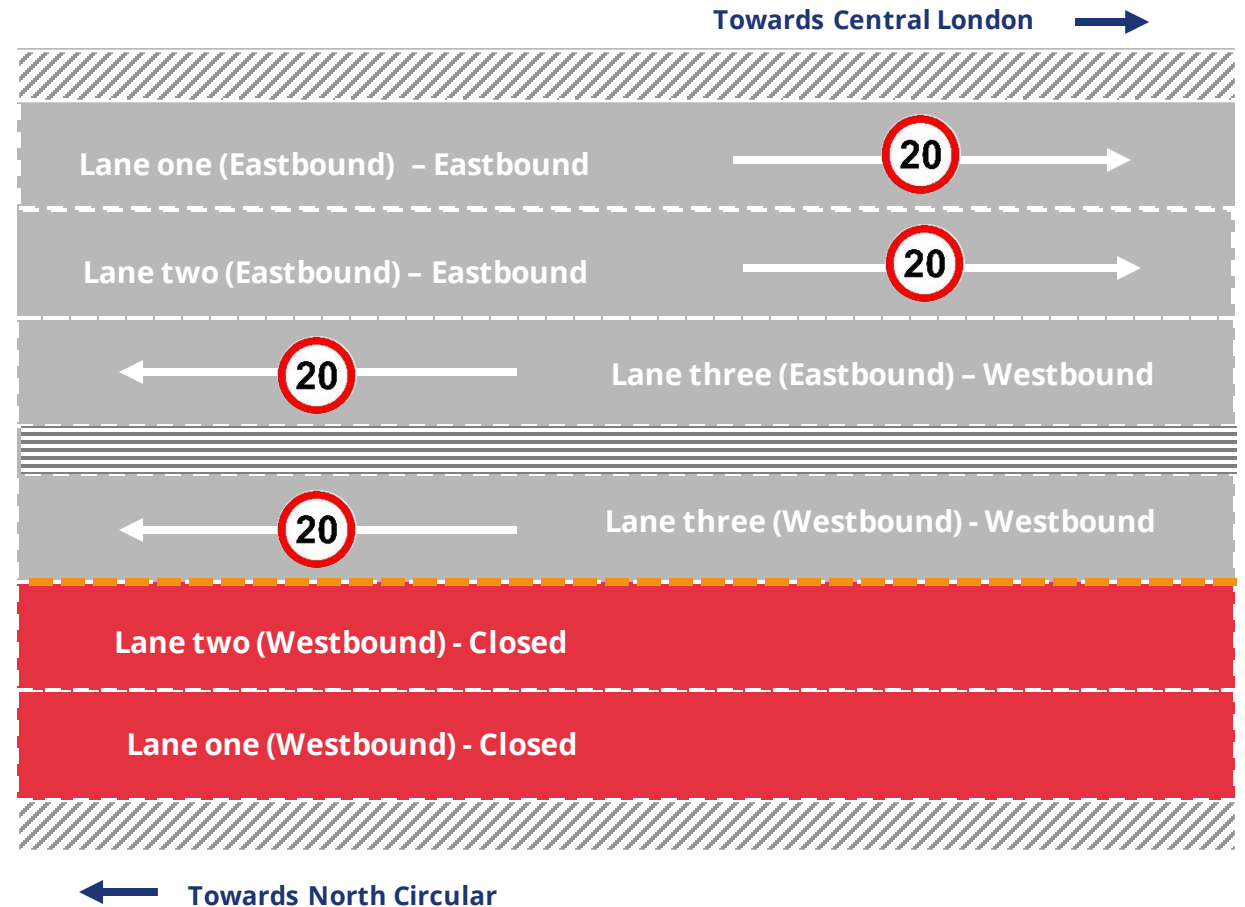 Towards Central London
Lane one (Eastbound) – Eastbound
20
Lane two (Eastbound) – Eastbound
20
20
Lane three (Eastbound) – Westbound
20
Lane three (Westbound) - Westbound
Lane two (Westbound) - Closed
Lane one (Westbound) - Closed
Towards North Circular